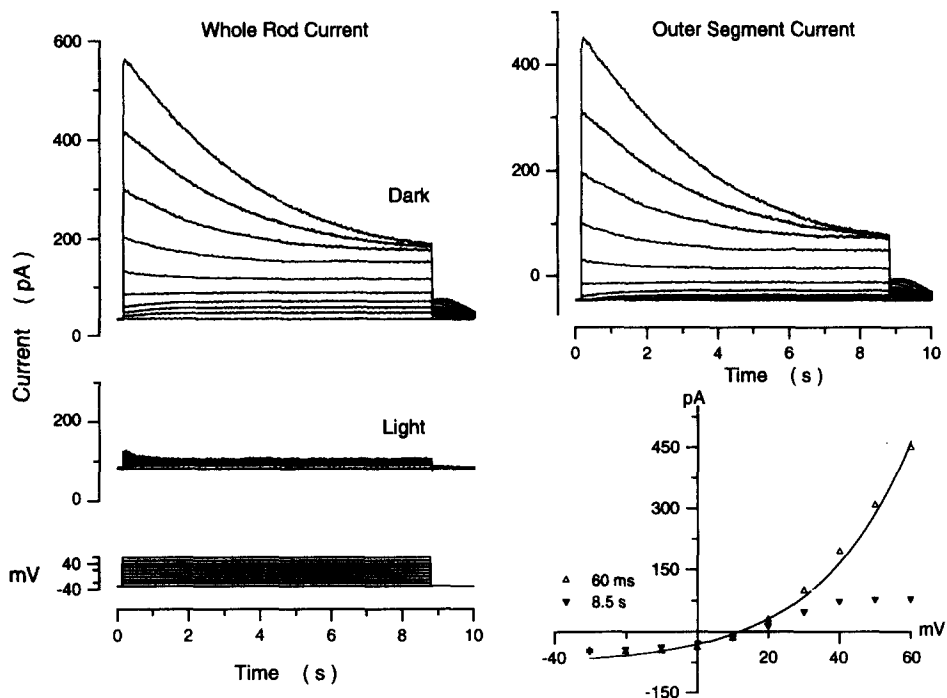 Whole Rod Current
600
400
200
0
Dark
Current ( pA )
200
0
Light
mV
40
-40
0 2 4 6 8 10
Time ( s )
Outer Segment Current
400
200
0
0 2 4 6 8 10
Time ( s )
pA
450
300
150
-150
60 ms
8.5 s
mV
-40 0 20 40 60